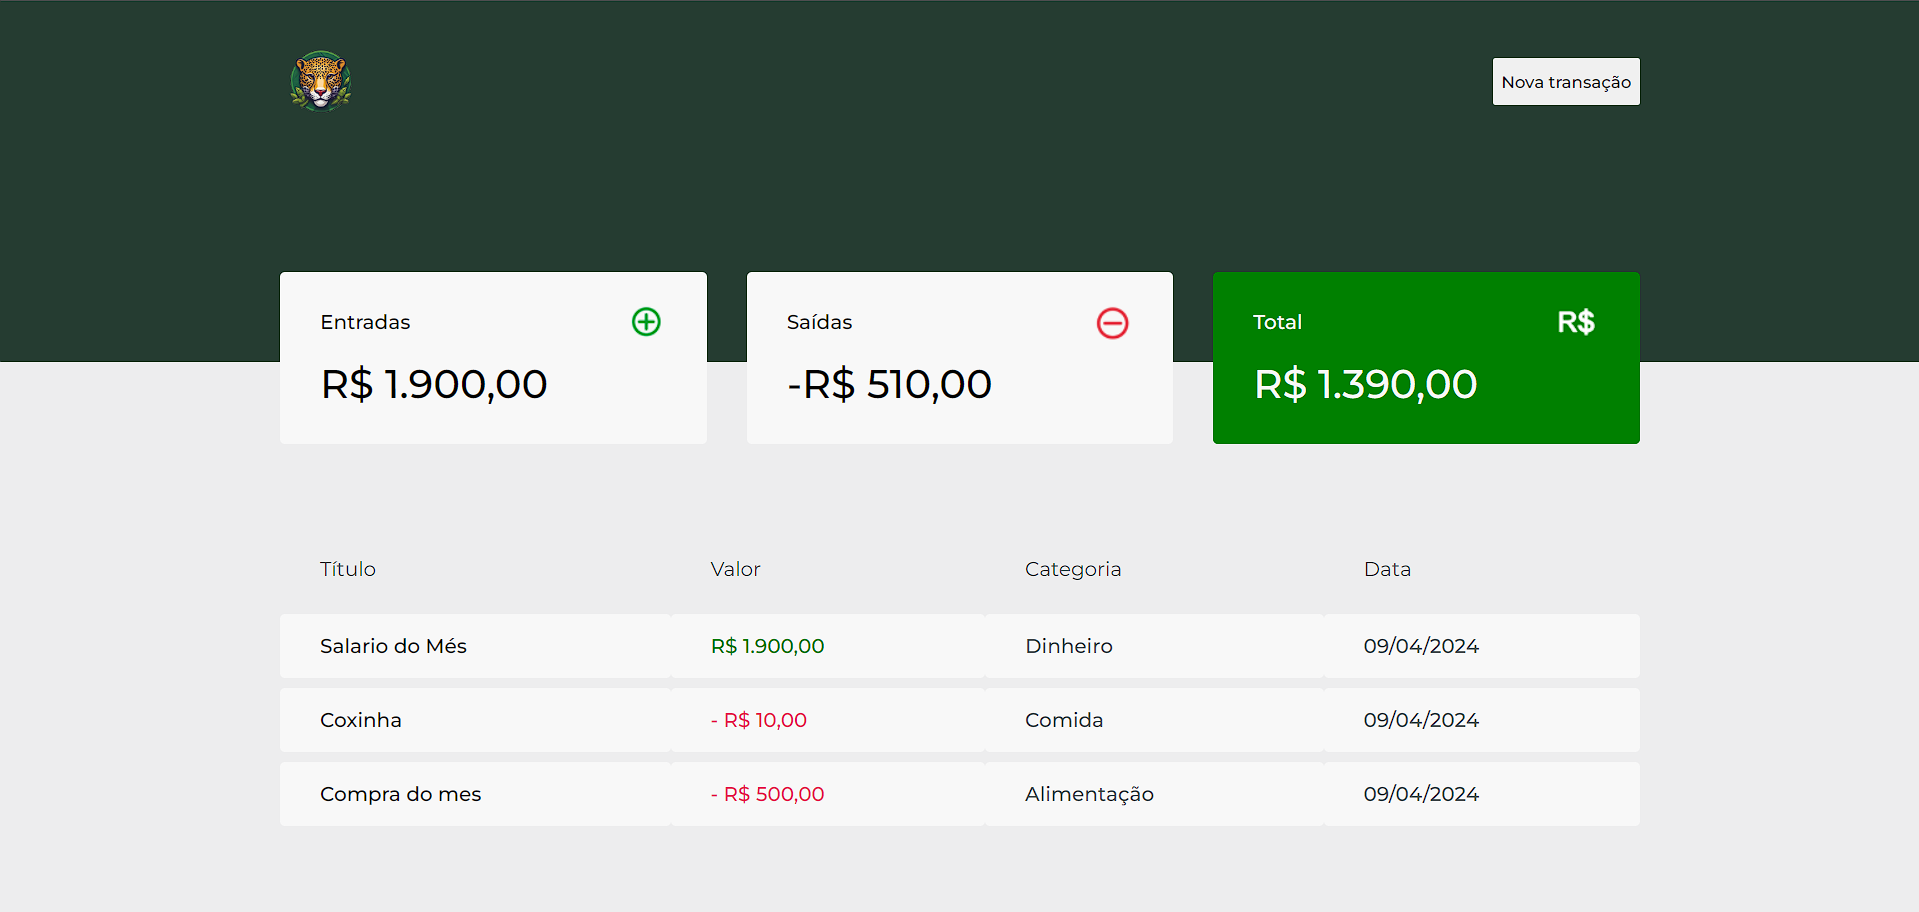 Nova transação
Entradas
R$ 1.900,00
Saídas
-R$ 510,00
Total R$
R$ 1.390,00
Título Valor Categoria Data
Salario do Més R$ 1.900,00 Dinheiro 09/04/2024
Coxinha - R$ 10,00 Comida 09/04/2024
Compra do mes - R$ 500,00 Alimentação 09/04/2024